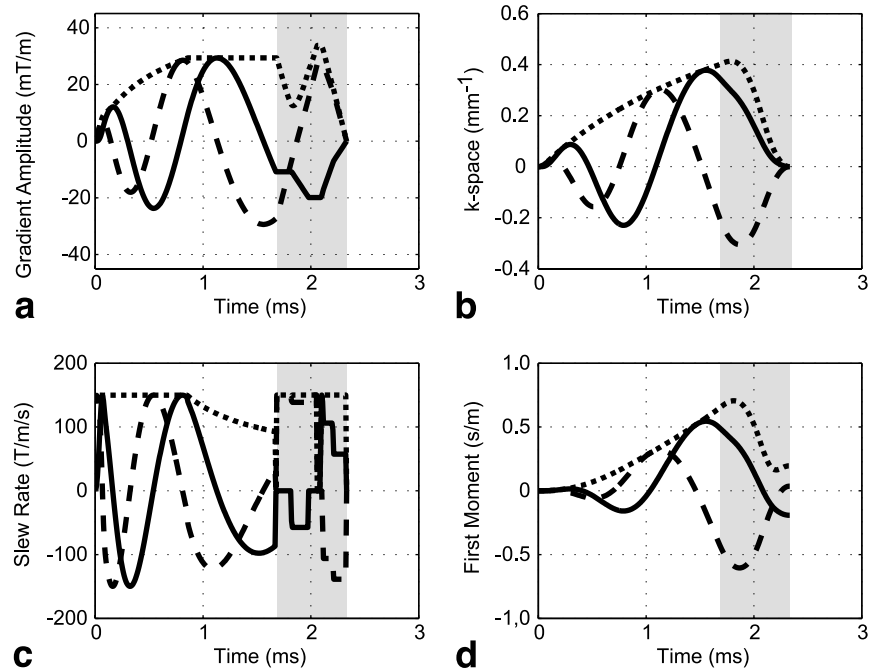 40
20
0
-20
-40
Gradient Amplitude (mT/m)
0 1 2 3
Time (ms)
a
0.6
0.4
0.2
0
-0.2
-0.4
k-space (mm-1)
0 1 2 3
Time (ms)
b
200
100
0
-100
-200
Slew Rate (T/m/s)
0 1 2 3
Time (ms)
c
1.0
0.5
0
-0.5
-1,0
First Moment (s/m)
0 1 2 3
Time (ms)
d